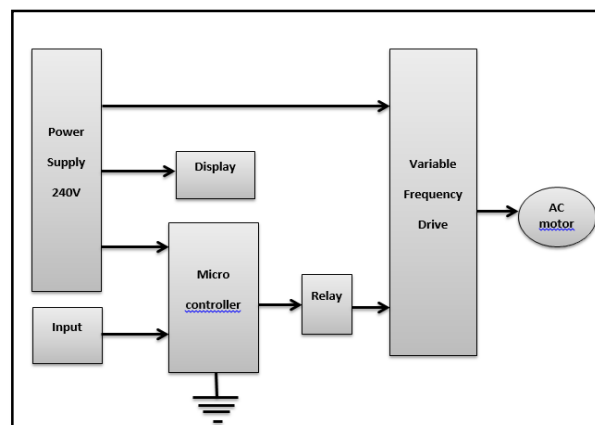 Power
Supply
240V
Display
Variable
Frequency
Drive
AC
motor
Micro
controller
Relay
Input